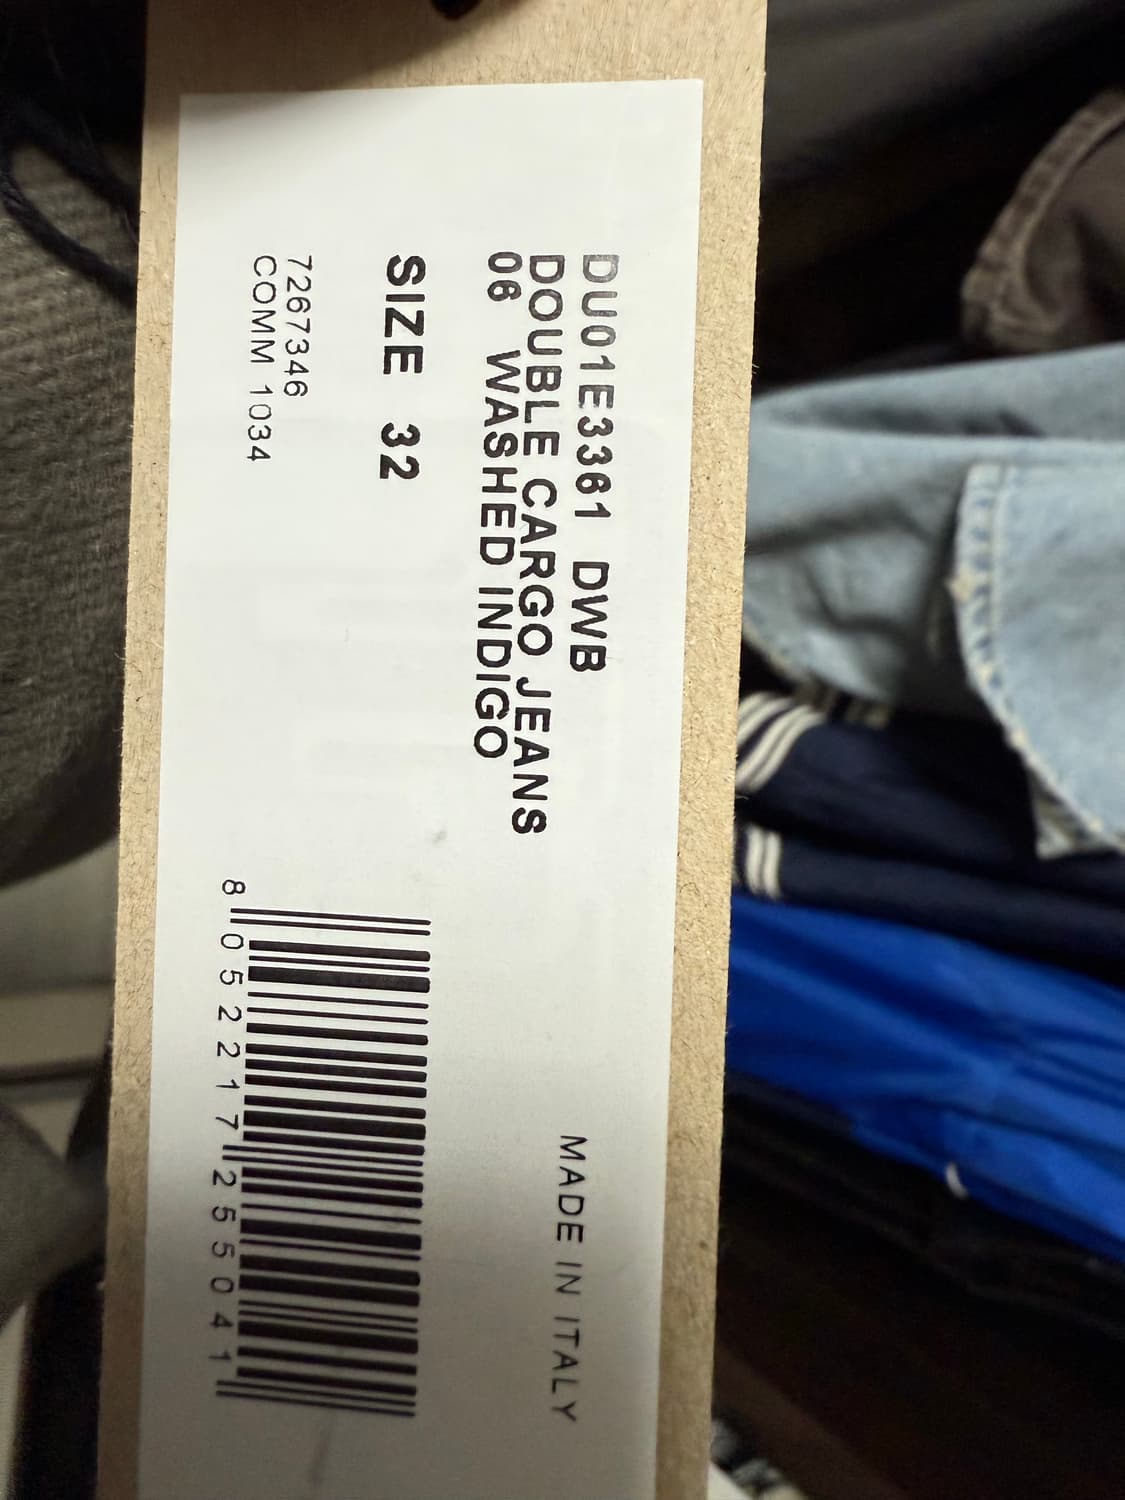 DU01E3361 DWB
DOUBLE CARGO JEANS
06 WASHED INDIGO
SIZE 32
7267346
COMM 1034
MADE IN ITALY
8 052217 255041